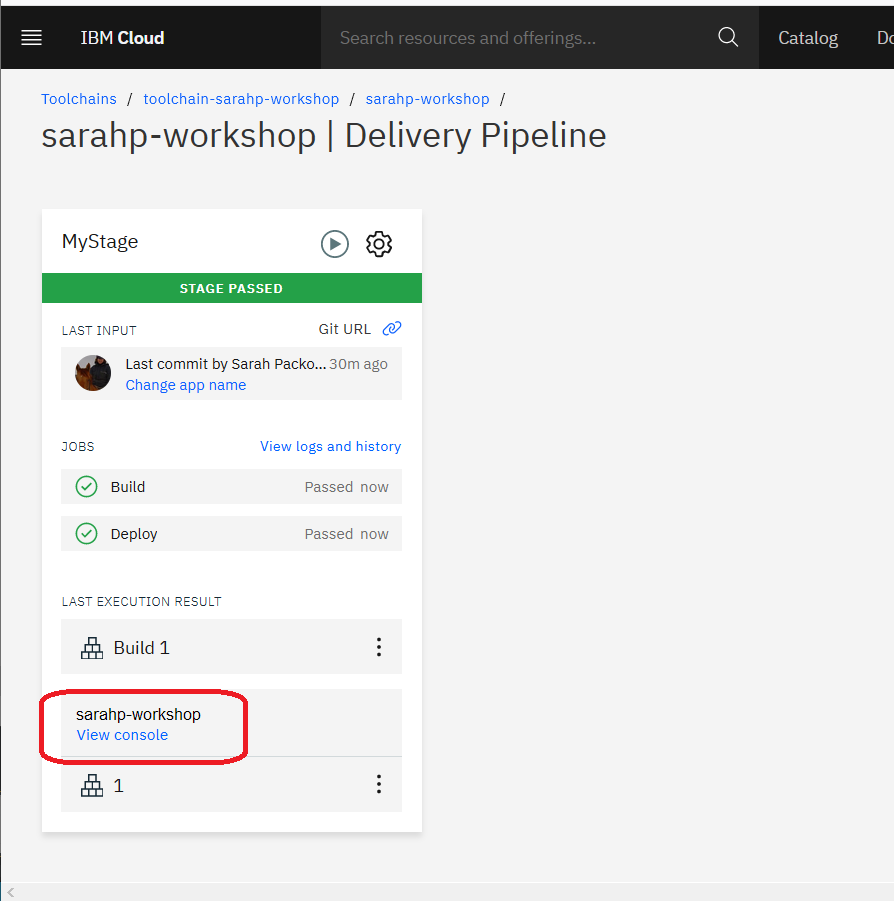 IBM Cloud Search resources and offerings... Catalog Do
Toolchains / toolchain-sarahp-workshop / sarahp-workshop /
sarahp-workshop | Delivery Pipeline
MyStage
STAGE PASSED
LAST INPUT Git URL
Last commit by Sarah Packo... 30m ago
Change app name
JOBS View logs and history
Build Passed now
Deploy Passed now
LAST EXECUTION RESULT
Build 1
sarahp-workshop
View console
1